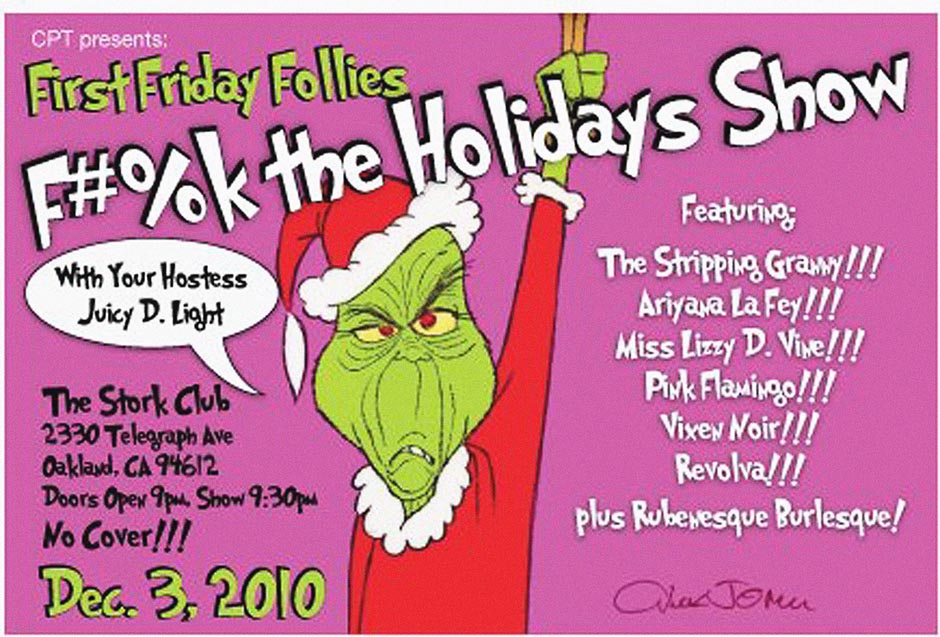 CPT presents:
First Friday Follies
F#%k the Holidays Show
With Your Hostess
Juicy D. Light
The Stork Club
2330 Telegraph Ave
Oakland, CA 94612
Doors Open 9pm, Show 9:30pm
No Cover!!!
Dec. 3, 2010
Featuring:
The Stripping Granny!!!
Ariyana La Fey!!!
Miss Lizzy D. Vine!!!
Pink Flamingo!!!
Vixen Noir!!!
Revolva!!!
plus Rubenesque Burlesque!